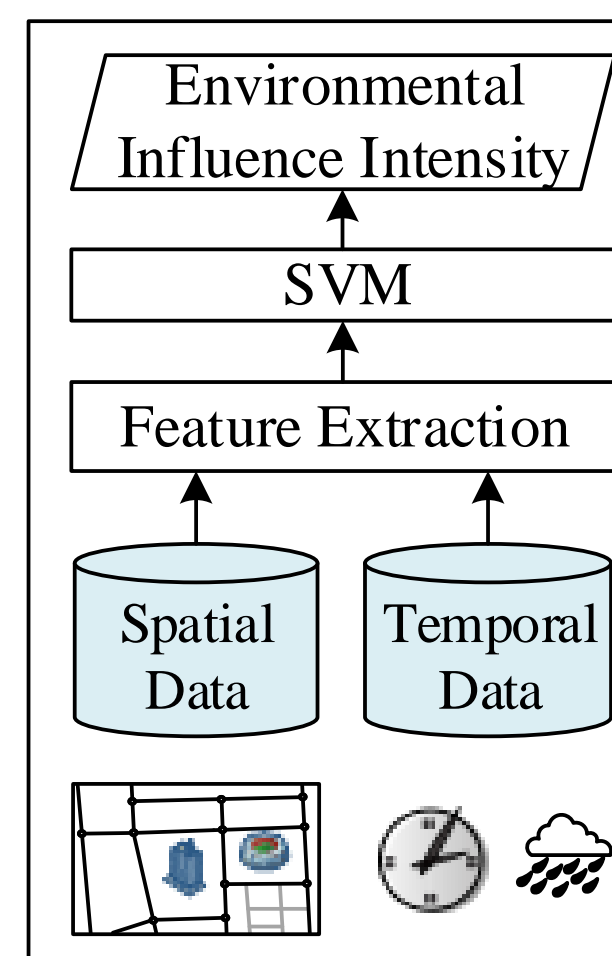 Environmental
Influence Intensity
SVM
Feature Extraction
Spatial
Data
Temporal
Data